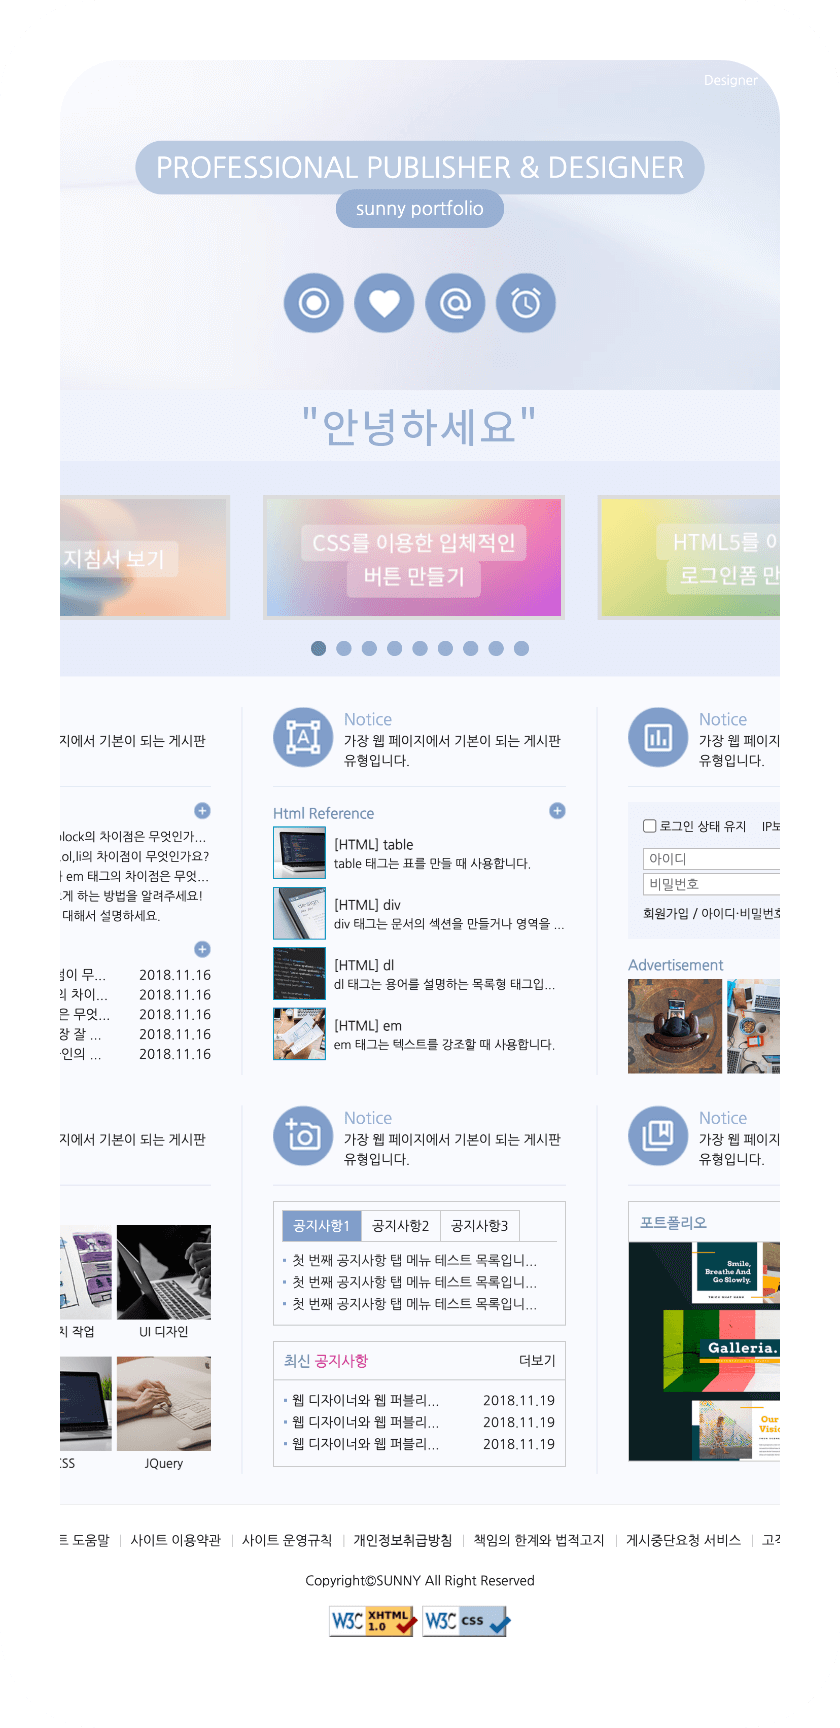 Designer
PROFESSIONAL PUBLISHER & DESIGNER
sunny portfolio
"안녕하세요"
지침서 보기
CSS를 이용한 입체적인
버튼 만들기
HTML5를
로그인폼
지에서 기본이 되는 게시판
Notice
가장 웹 페이지에서 기본이 되는 게시판
유형입니다.
Notice
가장 웹 페이지
유형입니다.
block의 차이점은 무엇인가...
ol,li의 차이점이 무엇인가요?
em 태그의 차이점은 무엇...
게 하는 방법을 알려주세요!
대해서 설명하세요.
점이 무... 2018.11.16
의 차이... 2018.11.16
은 무엇... 2018.11.16
장 잘 ... 2018.11.16
인의 ... 2018.11.16
Html Reference
[HTML] table
table 태그는 표를 만들 때 사용합니다.
[HTML] div
div 태그는 문서의 섹션을 만들거나 영역을 ...
[HTML] dl
dl 태그는 용어를 설명하는 목록형 태그입...
[HTML] em
em 태그는 텍스트를 강조할 때 사용합니다.
로그인 상태 유지 IP보
아이디
비밀번호
회원가입 / 아이디·비밀번호
Advertisement
지에서 기본이 되는 게시판
Notice
가장 웹 페이지에서 기본이 되는 게시판
유형입니다.
Notice
가장 웹 페이지
유형입니다.
치 작업 UI 디자인
CSS JQuery
공지사항1 공지사항2 공지사항3
첫 번째 공지사항 탭 메뉴 테스트 목록입니...
첫 번째 공지사항 탭 메뉴 테스트 목록입니...
첫 번째 공지사항 탭 메뉴 테스트 목록입니...
최신 공지사항 더보기
웹 디자이너와 웹 퍼블리... 2018.11.19
웹 디자이너와 웹 퍼블리... 2018.11.19
웹 디자이너와 웹 퍼블리... 2018.11.19
포트폴리오
Smile,
Breathe And
Go Slowly.
Galleria.
Our
트 도움말 사이트 이용약관 사이트 운영규칙 개인정보취급방침 책임의 한계와 법적고지 게시중단요청 서비스 고객
Copyright©SUNNY All Right Reserved
W3C XHTML 1.0 W3C CSS